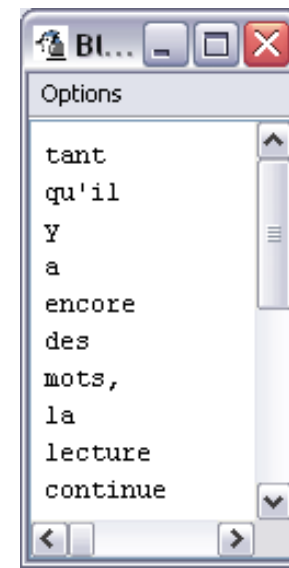 Bl...
Options
tant
qu'il
y
a
encore
des
mots,
la
lecture
continue